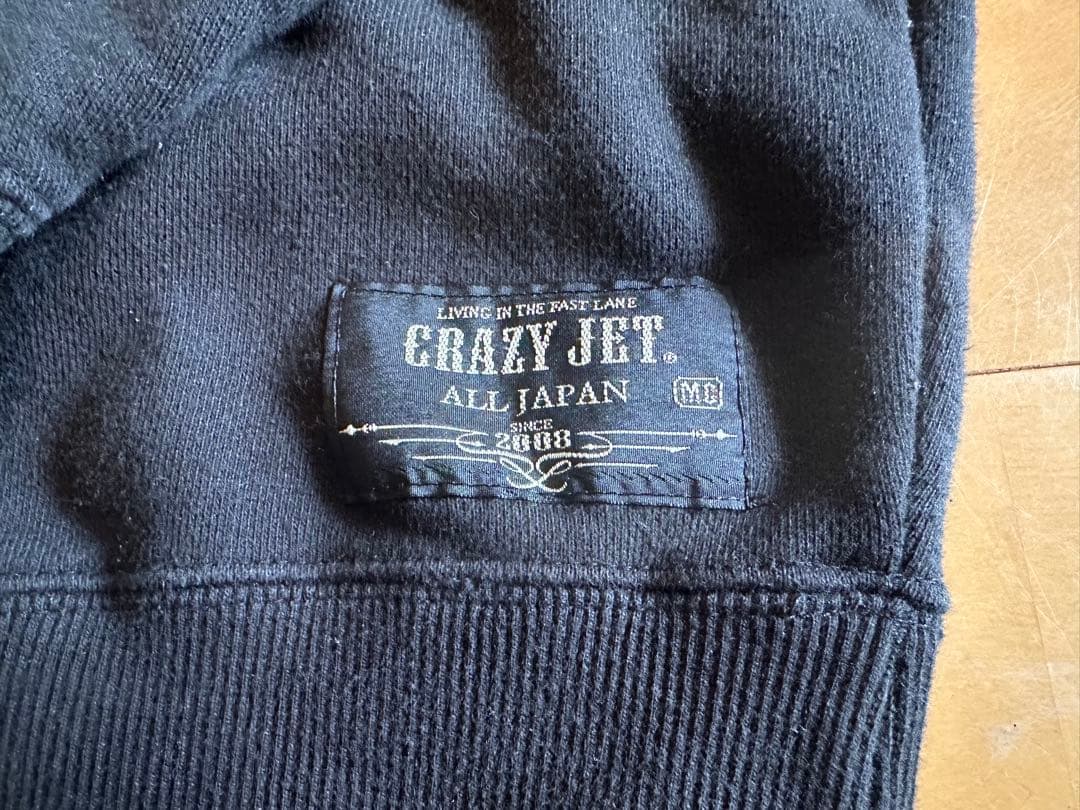 LIVING IN THE FAST LANE
CRAZY JET®
ALL JAPAN MC
SINCE
2008